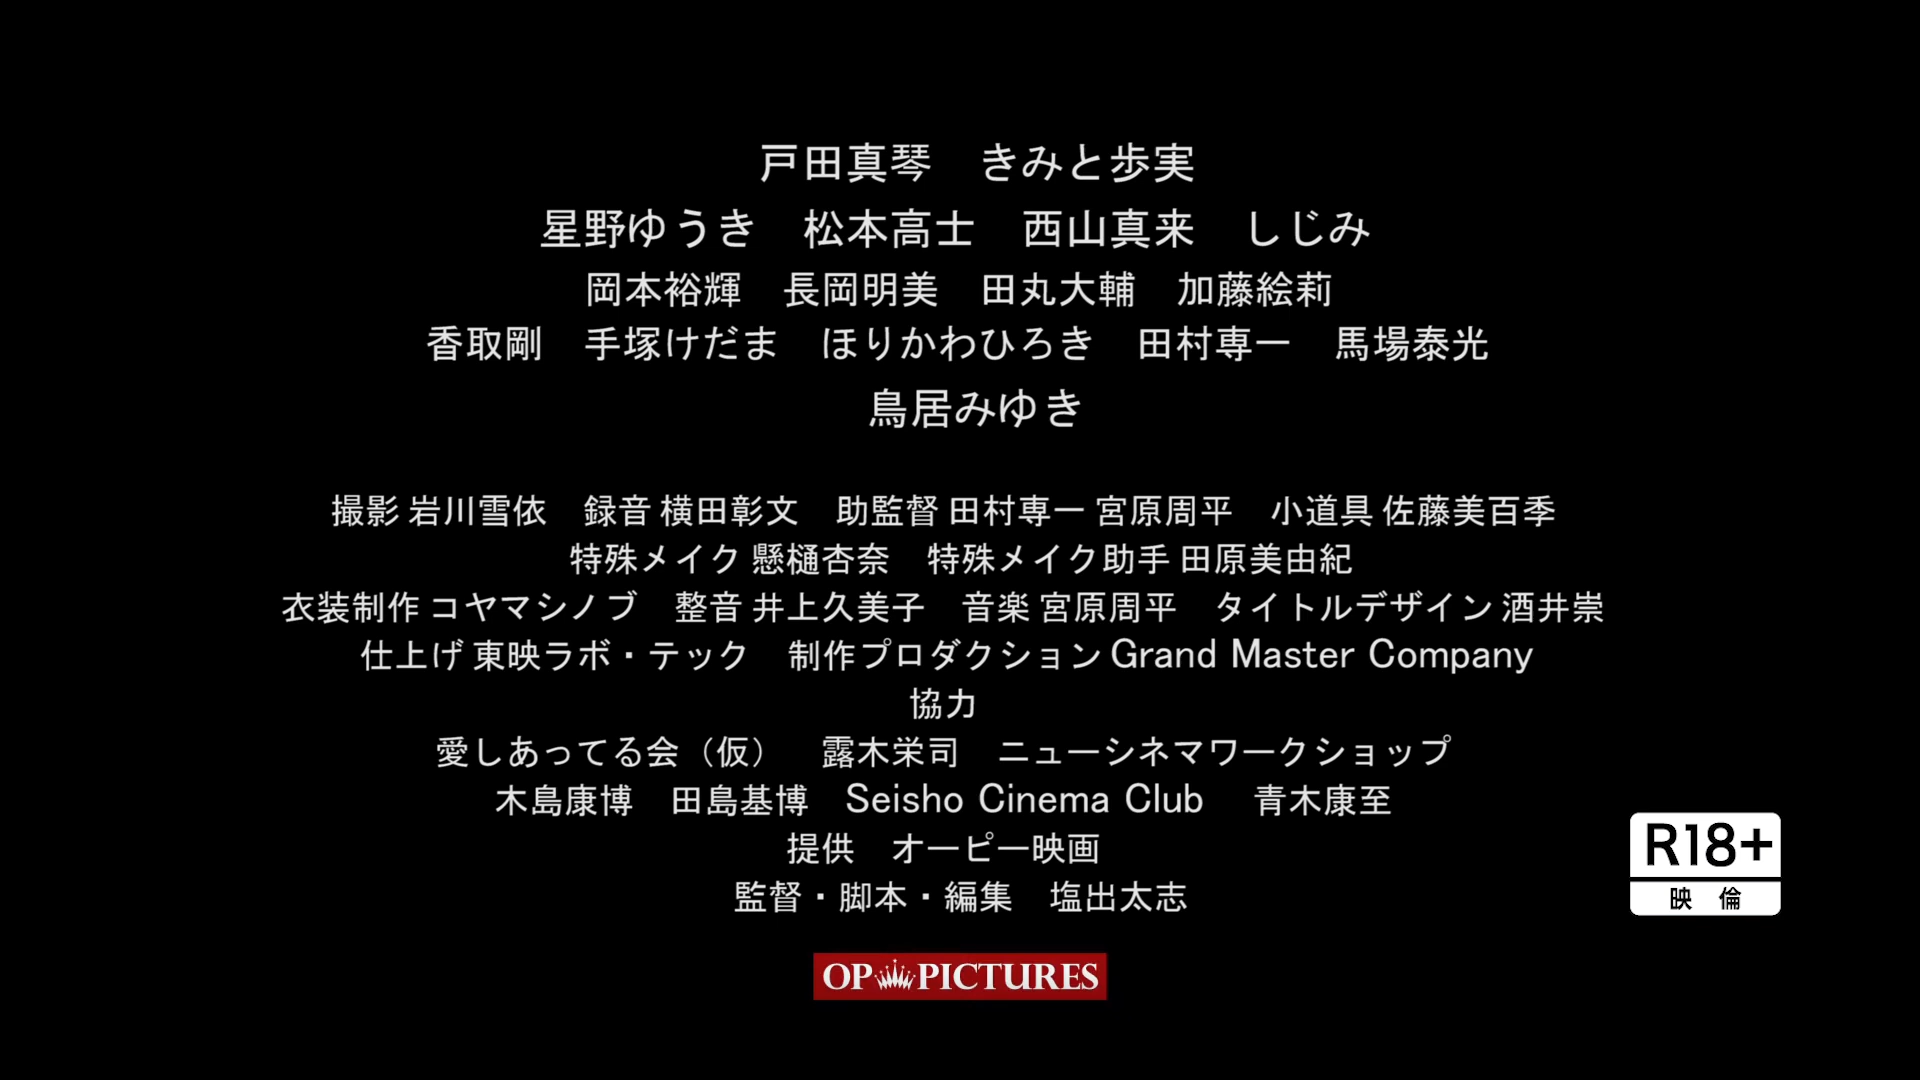 戸田真琴　きみと歩実
星野ゆうき　松本高士　西山真来　しじみ
岡本裕輝　長岡明美　田丸大輔　加藤絵莉
香取剛　手塚けだま　ほりかわひろき　田村専一　馬場泰光
鳥居みゆき
撮影 岩川雪依　録音 横田彰文　助監督 田村専一 宮原周平　小道具 佐藤美百季
特殊メイク 懸樋杏奈　特殊メイク助手 田原美由紀
衣装制作 コヤマシノブ　整音 井上久美子　音楽 宮原周平　タイトルデザイン 酒井崇
仕上げ 東映ラボ・テック　制作プロダクション Grand Master Company
協力
愛しあってる会（仮）　露木栄司　ニューシネマワークショップ
木島康博　田島基博　Seisho Cinema Club　青木康至
提供　オーピー映画
監督・脚本・編集　塩出太志
R18+
映倫
OP PICTURES